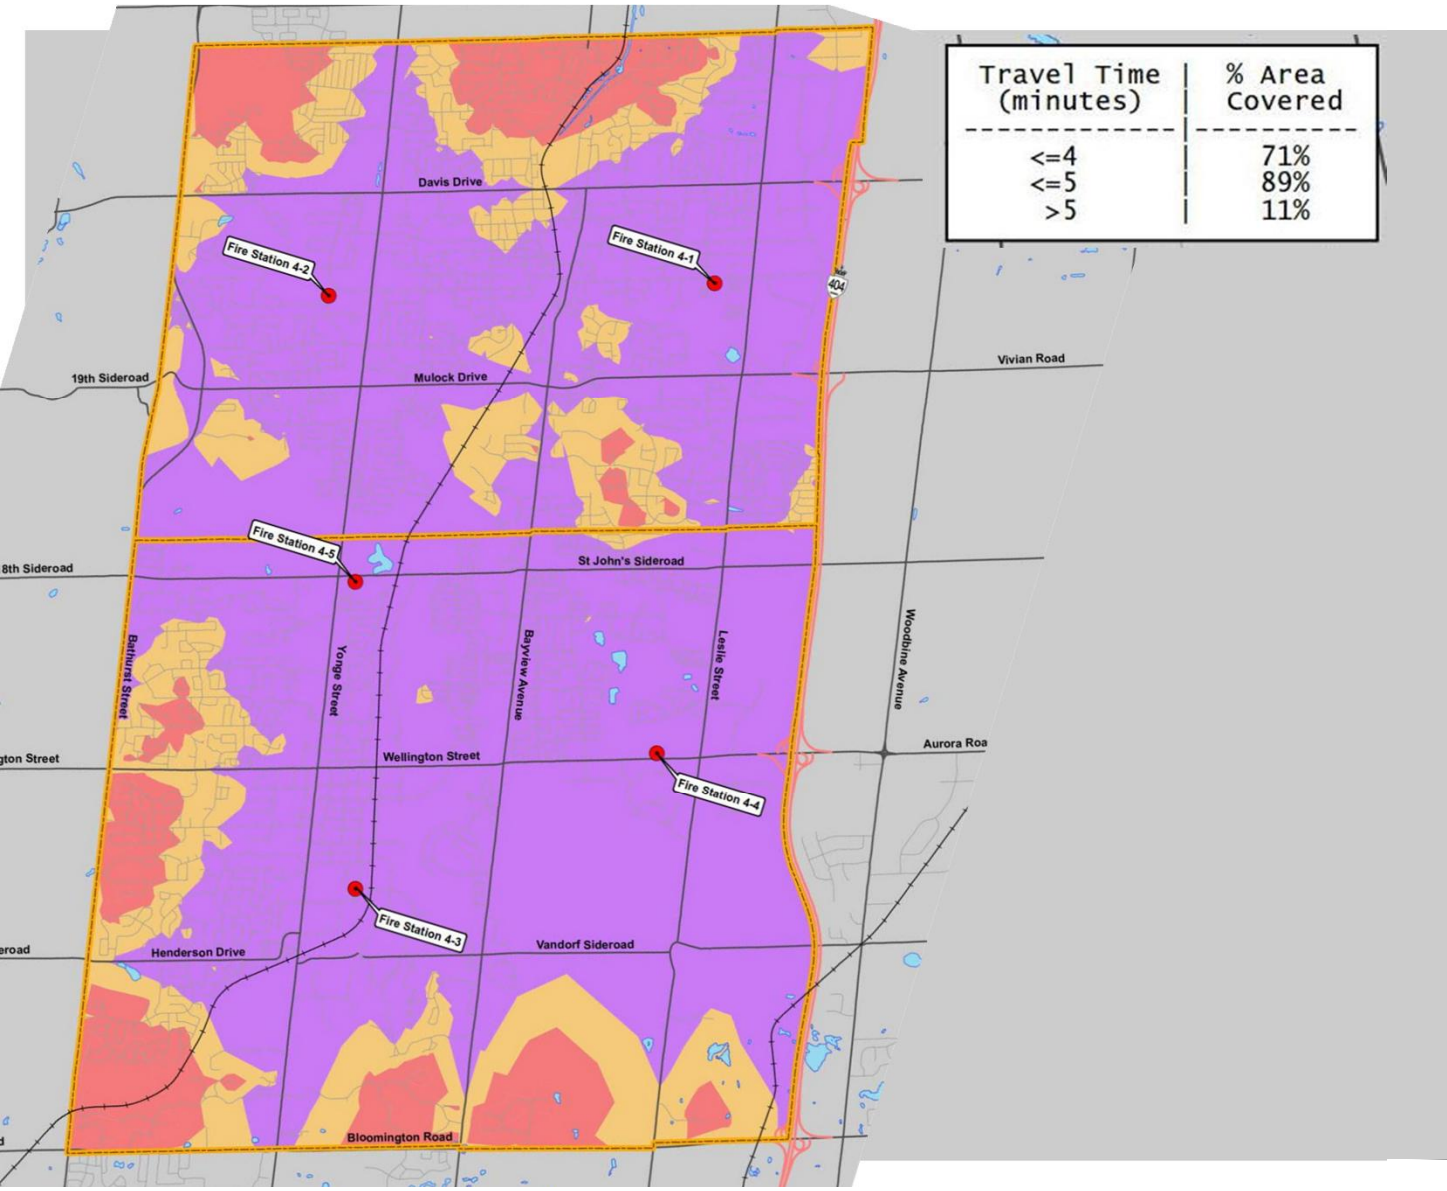 Travel Time | % Area
(minutes) | Covered
<=4 | 71%
<=5 | 89%
>5 | 11%
Davis Drive
Fire Station 4-2
Fire Station 4-1
404
Vivian Road
19th Sideroad
Mulock Drive
Fire Station 4-5
St John's Sideroad
8th Sideroad
Bathurst Street
Yonge Street
Bayview Avenue
Leslie Street
Woodbine Avenue
Aurora Roa
gton Street
Wellington Street
Fire Station 4-4
Fire Station 4-3
eroad
Henderson Drive
Vandorf Sideroad
Bloomington Road
d